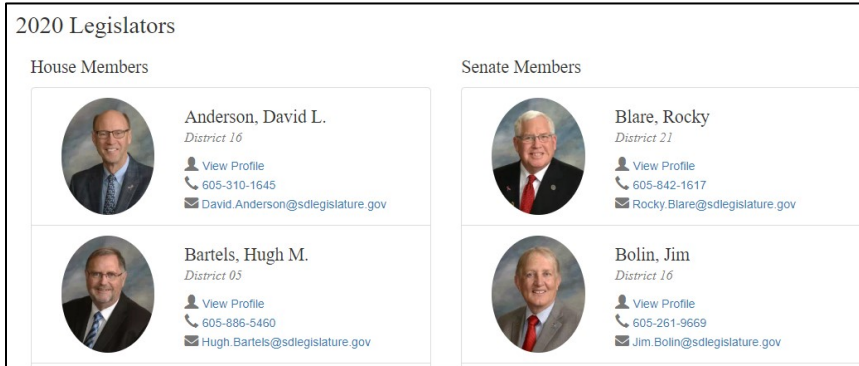 2020 Legislators
House Members
Anderson, David L.
District 16
View Profile
605-310-1645
David.Anderson@sdlegislature.gov
Bartels, Hugh M.
District 05
View Profile
605-886-5460
Hugh.Bartels@sdlegislature.gov
Senate Members
Blare, Rocky
District 21
View Profile
605-842-1617
Rocky.Blare@sdlegislature.gov
Bolin, Jim
District 16
View Profile
605-261-9669
Jim.Bolin@sdlegislature.gov